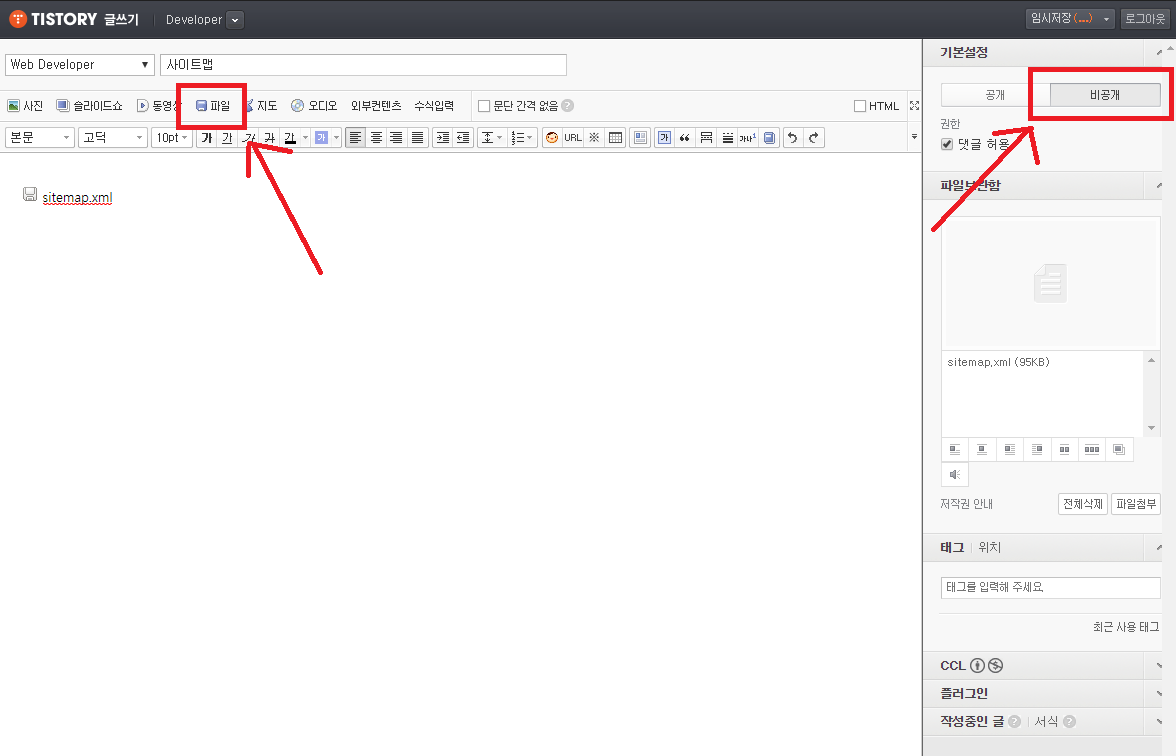 TISTORY 글쓰기 Developer 임시저장 (...) 로그아웃
Web Developer 사이트맵
사진 슬라이드쇼 동영상 파일 지도 오디오 외부컨텐츠 수식입력 문단 간격 없음 ? HTML
본문 고딕 10pt 가 가 가 가 가 가 URL ※ 가 가나1
sitemap.xml
기본설정
공개 비공개
권한
댓글 허용
파일보관함
sitemap.xml (95KB)
저작권 안내 전체삭제 파일첨부
태그 위치
태그를 입력해 주세요.
최근 사용 태그
CCL
플러그인
작성중인 글 ? 서식 ?